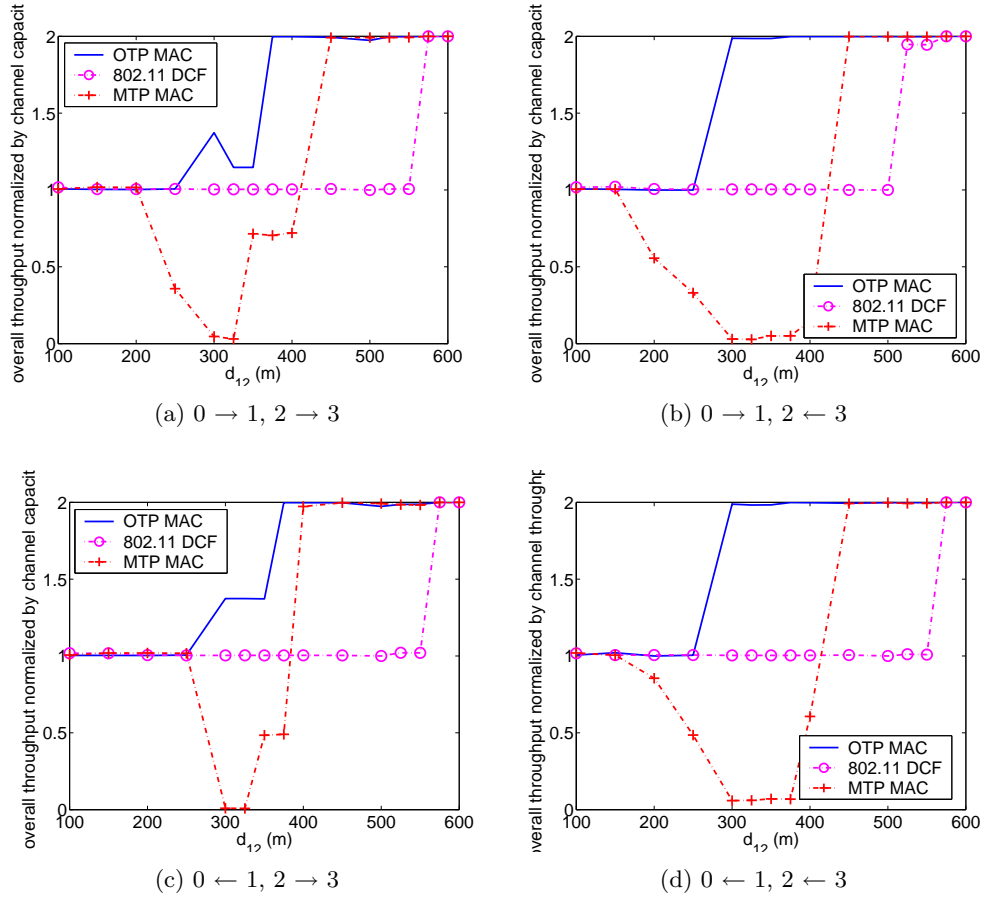 overall throughput normalized by channel capacit
2
1.5
1
0.5
0
OTP MAC
802.11 DCF
MTP MAC
100 200 300 400 500 600
d12 (m)
(a) 0 → 1, 2 → 3
overall throughput normalized by channel capacit
2
1.5
1
0.5
0
OTP MAC
802.11 DCF
MTP MAC
100 200 300 400 500 600
d12 (m)
(b) 0 → 1, 2 ← 3
overall throughput normalized by channel capacit
2
1.5
1
0.5
0
OTP MAC
802.11 DCF
MTP MAC
100 200 300 400 500 600
d12 (m)
(c) 0 ← 1, 2 → 3
overall throughput normalized by channel throughp
2
1.5
1
0.5
0
OTP MAC
802.11 DCF
MTP MAC
100 200 300 400 500 600
d12 (m)
(d) 0 ← 1, 2 ← 3